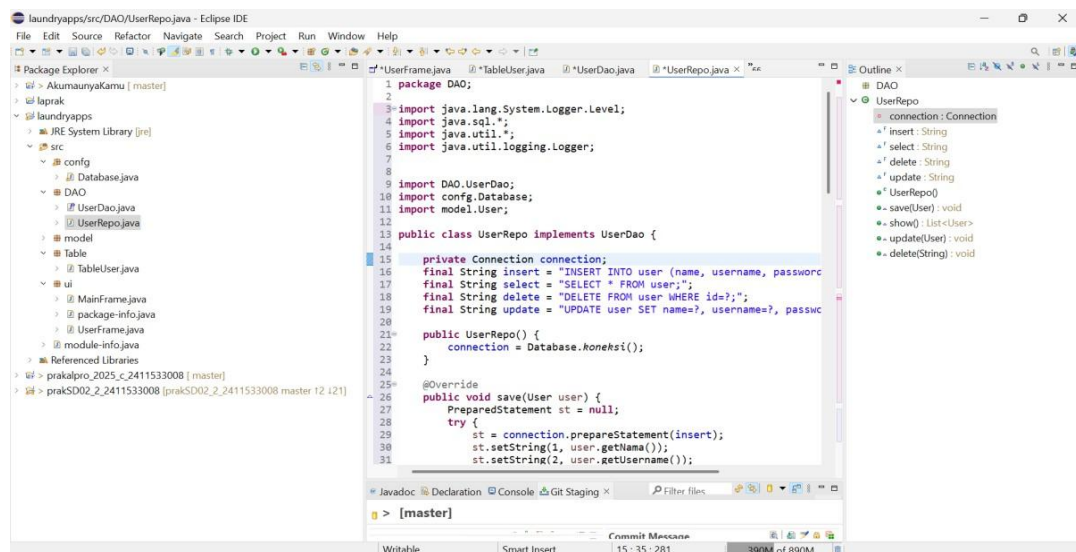 laundryapps/src/DAO/UserRepo.java - Eclipse IDE
File Edit Source Refactor Navigate Search Project Run Window Help
Package Explorer
> AkumaunyaKamu [ master]
laprak
laundryapps
JRE System Library [jre]
src
confg
Database.java
DAO
UserDao.java
UserRepo.java
model
Table
TableUser.java
ui
MainFrame.java
package-info.java
UserFrame.java
module-info.java
Referenced Libraries
> prakalpro_2025_c_2411533008 [ master]
> prakSD02_2_2411533008 [prakSD02_2_2411533008 master ↑2 ↓21]
*UserFrame.java *TableUser.java *UserDao.java *UserRepo.java
1 package DAO;
2
3 import java.lang.System.Logger.Level;
4 import java.sql.*;
5 import java.util.*;
6 import java.util.logging.Logger;
7
8
9 import DAO.UserDao;
10 import confg.Database;
11 import model.User;
12
13 public class UserRepo implements UserDao {
14
15 private Connection connection;
16 final String insert = "INSERT INTO user (name, username, password
17 final String select = "SELECT * FROM user;";
18 final String delete = "DELETE FROM user WHERE id=?;";
19 final String update = "UPDATE user SET name=?, username=?, passwo
20
21 public UserRepo() {
22 connection = Database.koneksi();
23 }
24
25 @Override
26 public void save(User user) {
27 PreparedStatement st = null;
28 try {
29 st = connection.prepareStatement(insert);
30 st.setString(1, user.getNama());
31 st.setString(2, user.getUsername());
Outline
DAO
UserRepo
connection : Connection
insert : String
select : String
delete : String
update : String
UserRepo()
save(User) : void
show() : List<User>
update(User) : void
delete(String) : void
Javadoc Declaration Console Git Staging
Filter files
> [master]
Commit Message
Writable Smart Insert 15 : 35 : 281 390M of 890M